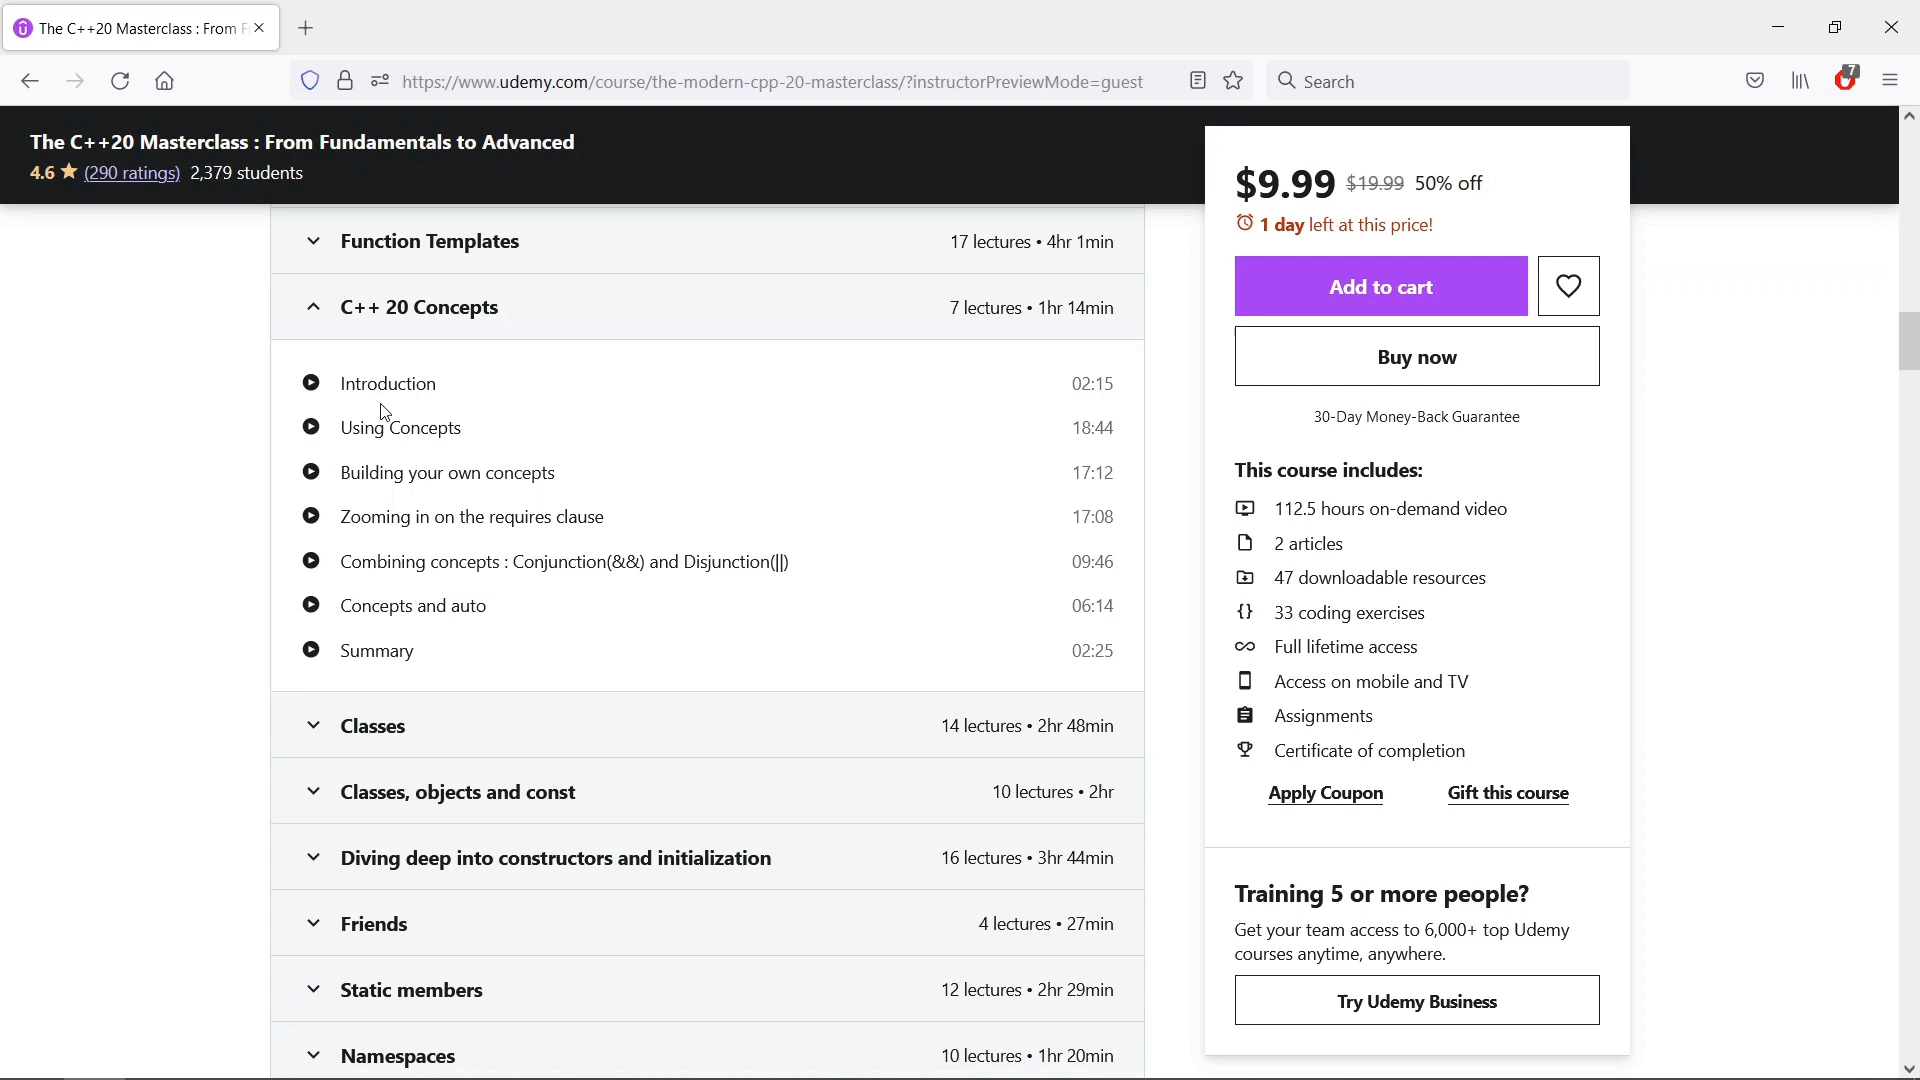 The C++20 Masterclass : From F
https://www.udemy.com/course/the-modern-cpp-20-masterclass/?instructorPreviewMode=guest
Search
7
The C++20 Masterclass : From Fundamentals to Advanced
4.6 ★ (290 ratings) 2,379 students
$9.99 $19.99 50% off
1 day left at this price!
Add to cart
Buy now
30-Day Money-Back Guarantee
This course includes:
112.5 hours on-demand video
2 articles
47 downloadable resources
33 coding exercises
Full lifetime access
Access on mobile and TV
Assignments
Certificate of completion
Apply Coupon Gift this course
Training 5 or more people?
Get your team access to 6,000+ top Udemy
courses anytime, anywhere.
Try Udemy Business
Function Templates 17 lectures • 4hr 1min
C++ 20 Concepts 7 lectures • 1hr 14min
Introduction 02:15
Using Concepts 18:44
Building your own concepts 17:12
Zooming in on the requires clause 17:08
Combining concepts : Conjunction(&&) and Disjunction(||) 09:46
Concepts and auto 06:14
Summary 02:25
Classes 14 lectures • 2hr 48min
Classes, objects and const 10 lectures • 2hr
Diving deep into constructors and initialization 16 lectures • 3hr 44min
Friends 4 lectures • 27min
Static members 12 lectures • 2hr 29min
Namespaces 10 lectures • 1hr 20min